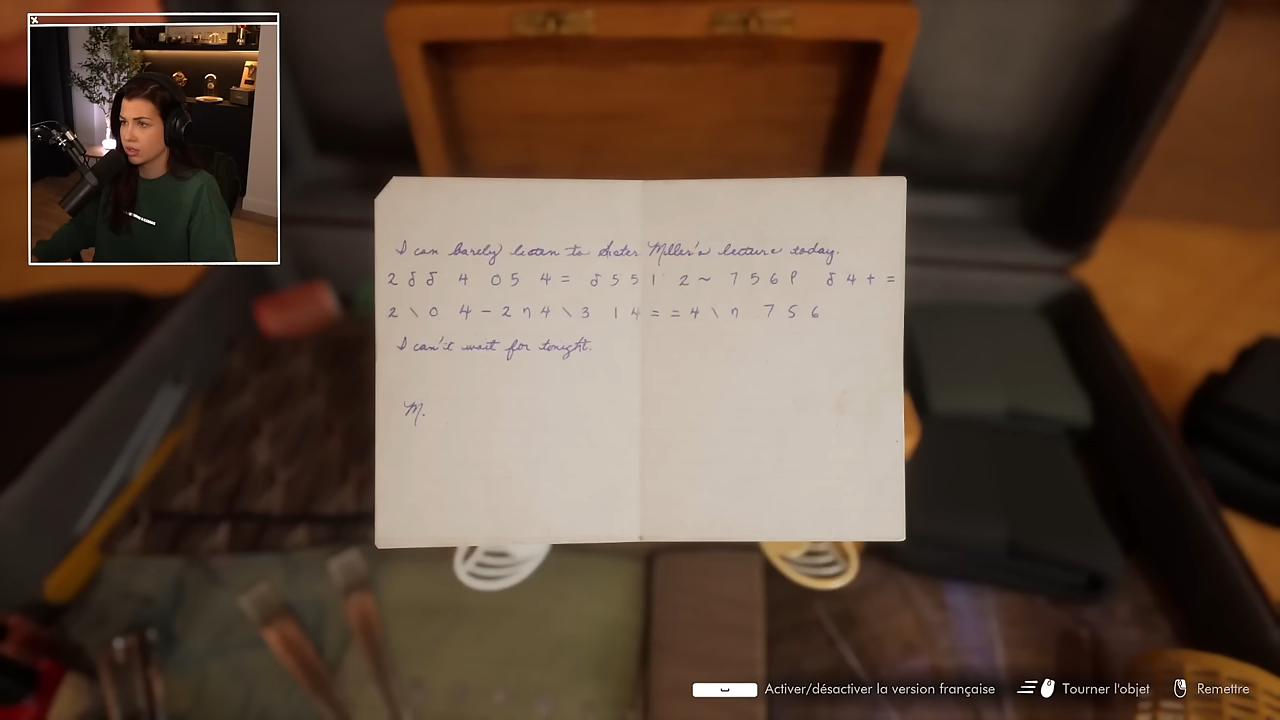 I can barely listen to Sister Miller's lecture today.
2 δ δ 4 0 5 4 = δ 5 5 1 2 ~ 7 5 6 P δ 4 + =
2 \ 0 4 - 2 n 4 \ 3 1 4 = = 4 \ n 7 5 6
I can't wait for tonight.
M.
Activer/désactiver la version française
Tourner l'objet
Remettre